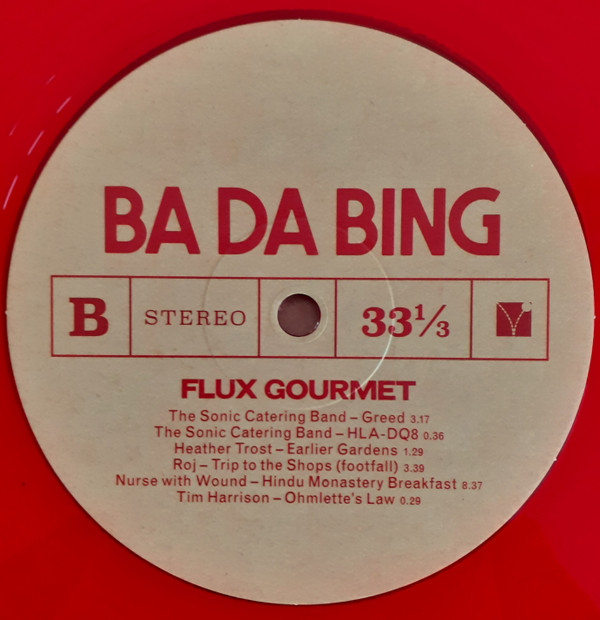 BA DA BING
B STEREO 33⅓
FLUX GOURMET
The Sonic Catering Band – Greed 3.17
The Sonic Catering Band – HLA-DQ8 0.36
Heather Trost – Earlier Gardens 1.29
Roj – Trip to the Shops (footfall) 3.39
Nurse with Wound – Hindu Monastery Breakfast 8.37
Tim Harrison – Ohmlette's Law 0.29